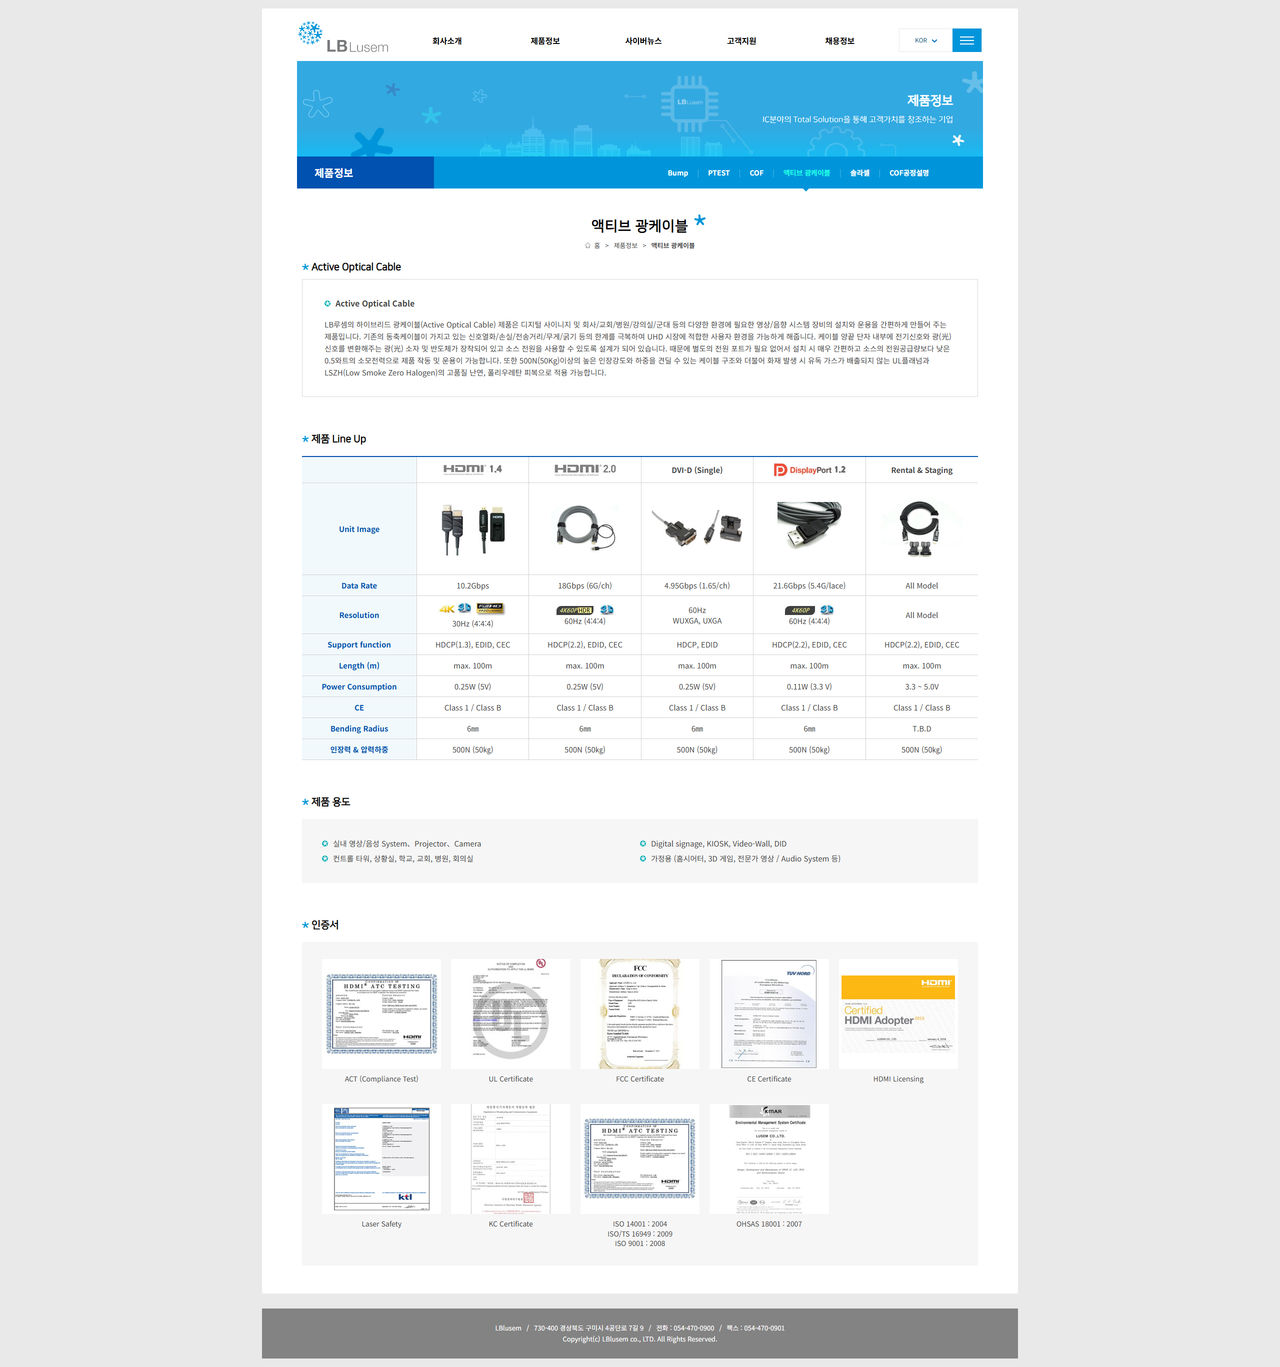 LB Lusem
회사소개
제품정보
사이버뉴스
고객지원
채용정보
KOR
LB Lusem
제품정보
IC분야의 Total Solution을 통해 고객가치를 창조하는 기업
제품정보
Bump
PTEST
COF
액티브 광케이블
솔라셀
COF공정설명
액티브 광케이블
홈 > 제품정보 > 액티브 광케이블
Active Optical Cable
Active Optical Cable
LB루셈의 하이브리드 광케이블(Active Optical Cable) 제품은 디지털 사이니지 및 회사/교회/병원/강의실/군대 등의 다양한 환경에 필요한 영상/음향 시스템 장비의 설치와 운용을 간편하게 만들어 주는
제품입니다. 기존의 동축케이블이 가지고 있는 신호열화/손실/전송거리/무게/굵기 등의 한계를 극복하여 UHD 시장에 적합한 사용자 환경을 가능하게 해줍니다. 케이블 양끝 단자 내부에 전기신호와 광(光)
신호를 변환해주는 광(光) 소자 및 반도체가 장착되어 있고 소스 전원을 사용할 수 있도록 설계가 되어 있습니다. 때문에 별도의 전원 포트가 필요 없어서 설치 시 매우 간편하고 소스의 전원공급량보다 낮은
0.5와트의 소모전력으로 제품 작동 및 운용이 가능합니다. 또한 500N(50Kg)이상의 높은 인장강도와 하중을 견딜 수 있는 케이블 구조와 더불어 화재 발생 시 유독 가스가 배출되지 않는 UL플래넘과
LSZH(Low Smoke Zero Halogen)의 고품질 난연, 폴리우레탄 피복으로 적용 가능합니다.
제품 Line Up
HDMI 1.4
HDMI 2.0
DVI-D (Single)
DisplayPort 1.2
Rental & Staging
Unit Image
Data Rate
10.2Gbps
18Gbps (6G/ch)
4.95Gbps (1.65/ch)
21.6Gbps (5.4G/lace)
All Model
Resolution
4K
30Hz (4:4:4)
4K60P HDR
60Hz (4:4:4)
60Hz
WUXGA, UXGA
4K60P
60Hz (4:4:4)
All Model
Support function
HDCP(1.3), EDID, CEC
HDCP(2.2), EDID, CEC
HDCP, EDID
HDCP(2.2), EDID, CEC
HDCP(2.2), EDID, CEC
Length (m)
max. 100m
max. 100m
max. 100m
max. 100m
max. 100m
Power Consumption
0.25W (5V)
0.25W (5V)
0.25W (5V)
0.11W (3.3 V)
3.3 ~ 5.0V
CE
Class 1 / Class B
Class 1 / Class B
Class 1 / Class B
Class 1 / Class B
Class 1 / Class B
Bending Radius
6㎜
6㎜
6㎜
6㎜
T.B.D
인장력 & 압력하중
500N (50kg)
500N (50kg)
500N (50kg)
500N (50kg)
500N (50kg)
제품 용도
실내 영상/음성 System、Projector、Camera
Digital signage, KIOSK, Video-Wall, DID
컨트롤 타워, 상황실, 학교, 교회, 병원, 회의실
가정용 (홈시어터, 3D 게임, 전문가 영상 / Audio System 등)
인증서
HDMI ATC TESTING
FCC
DECLARATION OF CONFORMITY
TUV NORD
HDMI
Certified
HDMI Adopter
ACT (Compliance Test)
UL Certificate
FCC Certificate
CE Certificate
HDMI Licensing
ktl
HDMI ATC TESTING
HDMI
K-MAR
Environmental Management System Certificate
LUSEM CO.,LTD.
Laser Safety
KC Certificate
ISO 14001 : 2004
ISO/TS 16949 : 2009
ISO 9001 : 2008
OHSAS 18001 : 2007
LBlusem / 730-400 경상북도 구미시 4공단로 7길 9 / 전화 : 054-470-0900 / 팩스 : 054-470-0901
Copyright(c) LBlusem co., LTD. All Rights Reserved.